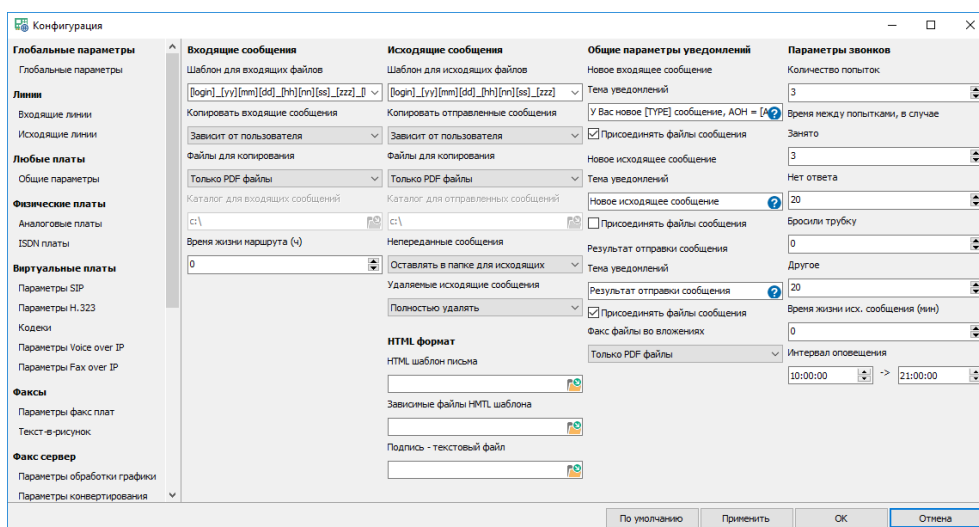 Конфигурация
Глобальные параметры
Глобальные параметры
Линии
Входящие линии
Исходящие линии
Любые платы
Общие параметры
Физические платы
Аналоговые платы
ISDN платы
Виртуальные платы
Параметры SIP
Параметры H.323
Кодеки
Параметры Voice over IP
Параметры Fax over IP
Факсы
Параметры факс плат
Текст-в-рисунок
Факс сервер
Параметры обработки графики
Параметры конвертирования
Входящие сообщения
Шаблон для входящих файлов
[login]_[yy][mm][dd]_[hh][nn][ss]_[zzz]_[l
Копировать входящие сообщения
Зависит от пользователя
Файлы для копирования
Только PDF файлы
Каталог для входящих сообщений
c:\
Время жизни маршрута (ч)
0
Исходящие сообщения
Шаблон для исходящих файлов
[login]_[yy][mm][dd]_[hh][nn][ss]_[zzz]
Копировать отправленные сообщения
Зависит от пользователя
Файлы для копирования
Только PDF файлы
Каталог для отправленных сообщений
c:\
Непереданные сообщения
Оставлять в папке для исходящих
Удаляемые исходящие сообщения
Полностью удалять
HTML формат
HTML шаблон письма
Зависимые файлы HMTL шаблона
Подпись - текстовый файл
Общие параметры уведомлений
Новое входящее сообщение
Тема уведомлений
У Вас новое [TYPE] сообщение, АОН = [A
Присоединять файлы сообщения
Новое исходящее сообщение
Тема уведомлений
Новое исходящее сообщение
Присоединять файлы сообщения
Результат отправки сообщения
Тема уведомлений
Результат отправки сообщения
Присоединять файлы сообщения
Факс файлы во вложениях
Только PDF файлы
Параметры звонков
Количество попыток
3
Время между попытками, в случае
Занято
3
Нет ответа
20
Бросили трубку
0
Другое
20
Время жизни исх. сообщения (мин)
0
Интервал оповещения
10:00:00 -> 21:00:00
По умолчанию Применить ОК Отмена